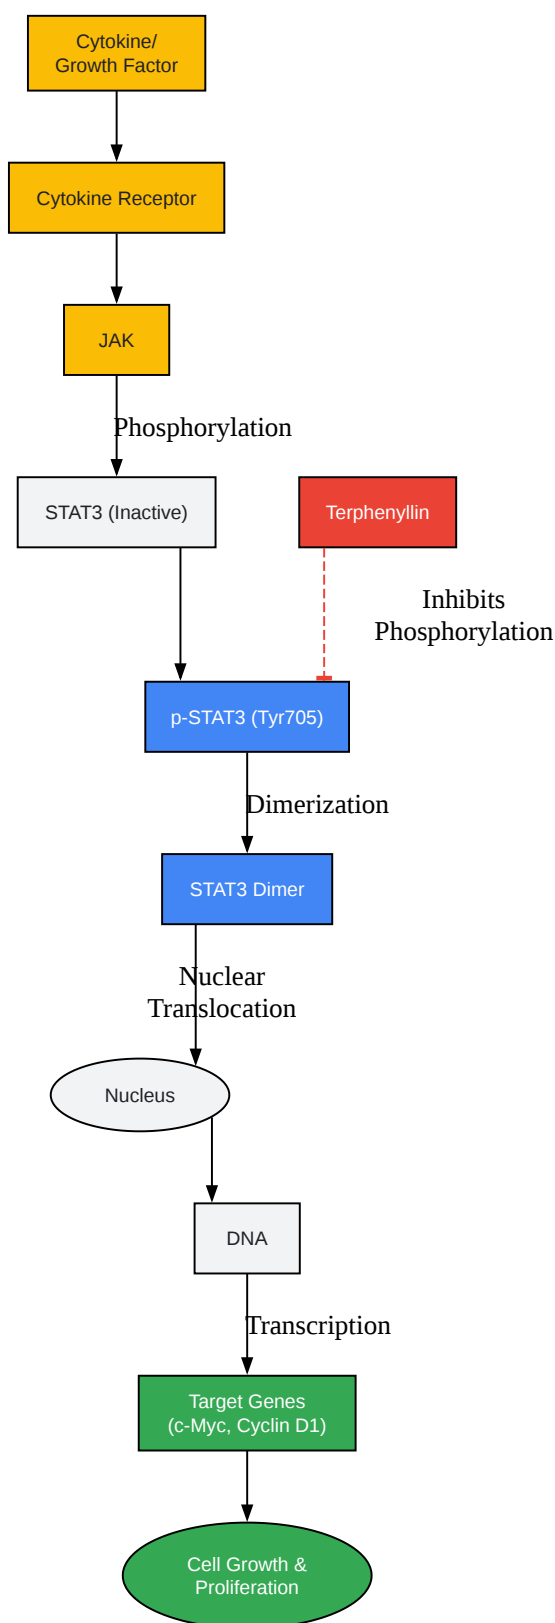 Cytokine/
Growth Factor
Cytokine Receptor
JAK
Phosphorylation
STAT3 (Inactive)
Terphenyllin
Inhibits
Phosphorylation
p-STAT3 (Tyr705)
Dimerization
STAT3 Dimer
Nuclear
Translocation
Nucleus
DNA
Transcription
Target Genes
(c-Myc, Cyclin D1)
Cell Growth &
Proliferation